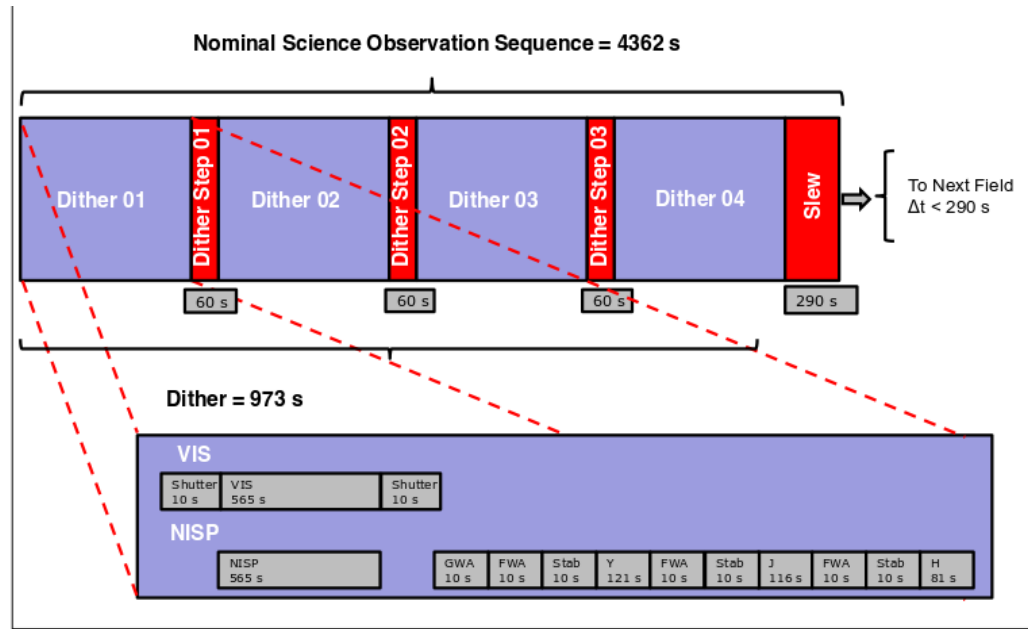 Nominal Science Observation Sequence = 4362 s
Dither 01
Dither Step 01
Dither 02
Dither Step 02
Dither 03
Dither Step 03
Dither 04
Slew
To Next Field
Δt < 290 s
60 s
60 s
60 s
290 s
Dither = 973 s
VIS
Shutter
10 s
VIS
565 s
Shutter
10 s
NISP
NISP
565 s
GWA
10 s
FWA
10 s
Stab
10 s
Y
121 s
FWA
10 s
Stab
10 s
J
116 s
FWA
10 s
Stab
10 s
H
81 s